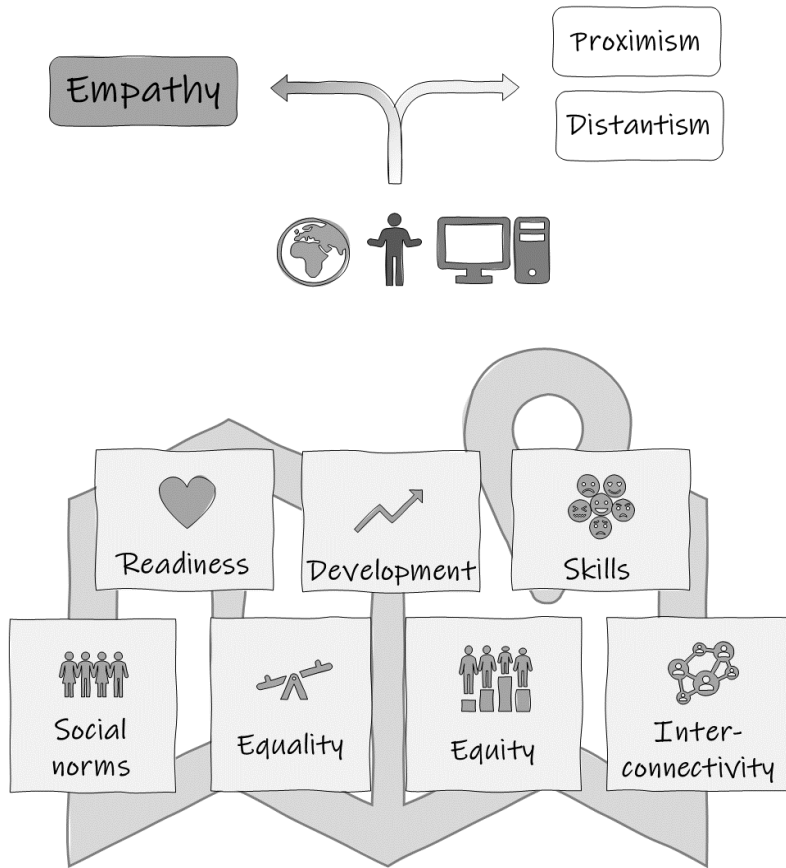 Empathy
Proximism
Distantism
Readiness
Development
Skills
Social
norms
Equality
Equity
Inter-
connectivity